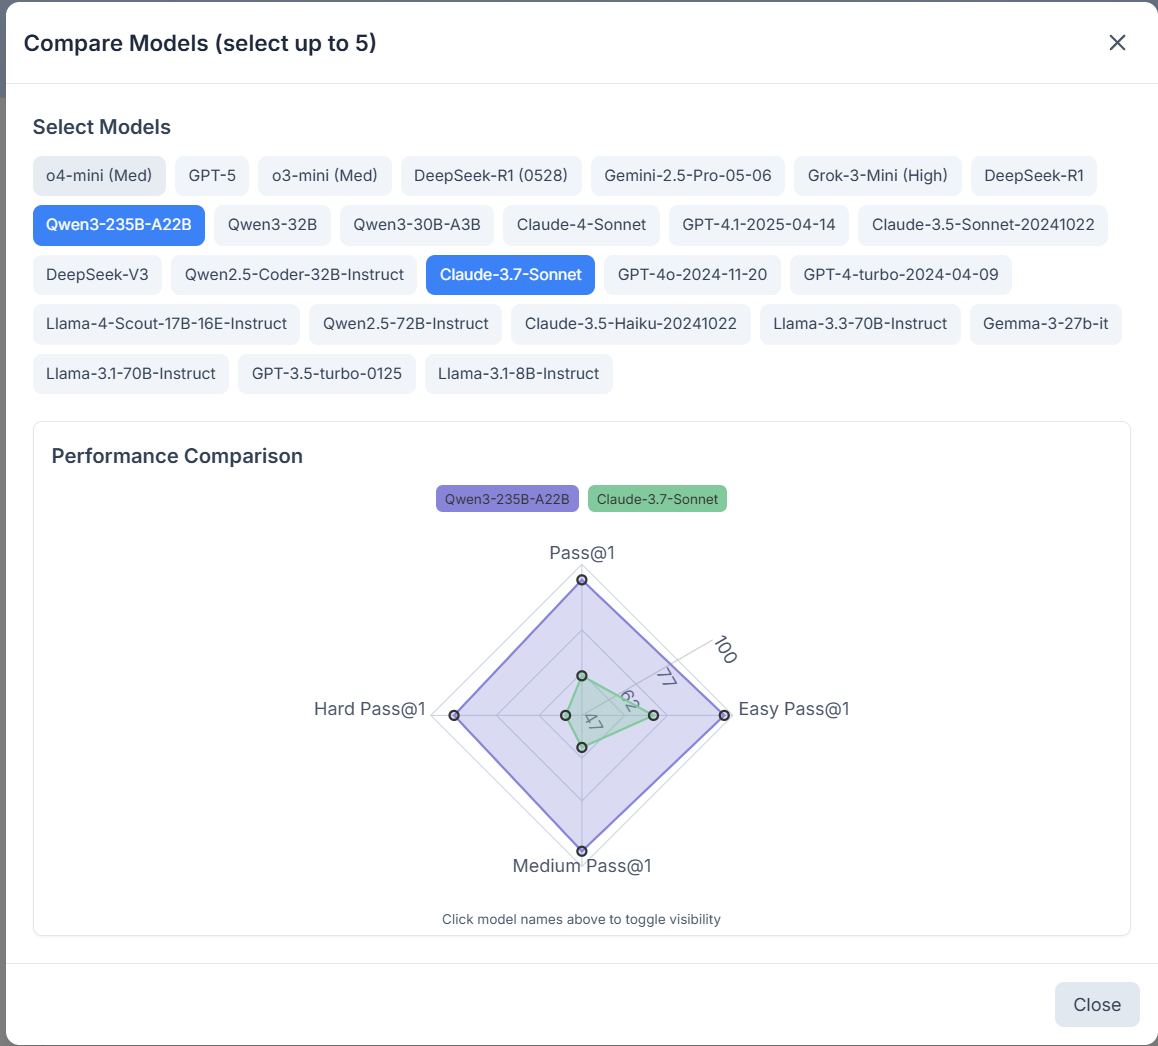 Compare Models (select up to 5)
Select Models
o4-mini (Med) GPT-5 o3-mini (Med) DeepSeek-R1 (0528) Gemini-2.5-Pro-05-06 Grok-3-Mini (High) DeepSeek-R1
Qwen3-235B-A22B Qwen3-32B Qwen3-30B-A3B Claude-4-Sonnet GPT-4.1-2025-04-14 Claude-3.5-Sonnet-20241022
DeepSeek-V3 Qwen2.5-Coder-32B-Instruct Claude-3.7-Sonnet GPT-4o-2024-11-20 GPT-4-turbo-2024-04-09
Llama-4-Scout-17B-16E-Instruct Qwen2.5-72B-Instruct Claude-3.5-Haiku-20241022 Llama-3.3-70B-Instruct Gemma-3-27b-it
Llama-3.1-70B-Instruct GPT-3.5-turbo-0125 Llama-3.1-8B-Instruct
Performance Comparison
Qwen3-235B-A22B Claude-3.7-Sonnet
Pass@1
100
77
62
47
Hard Pass@1
Easy Pass@1
Medium Pass@1
Click model names above to toggle visibility
Close